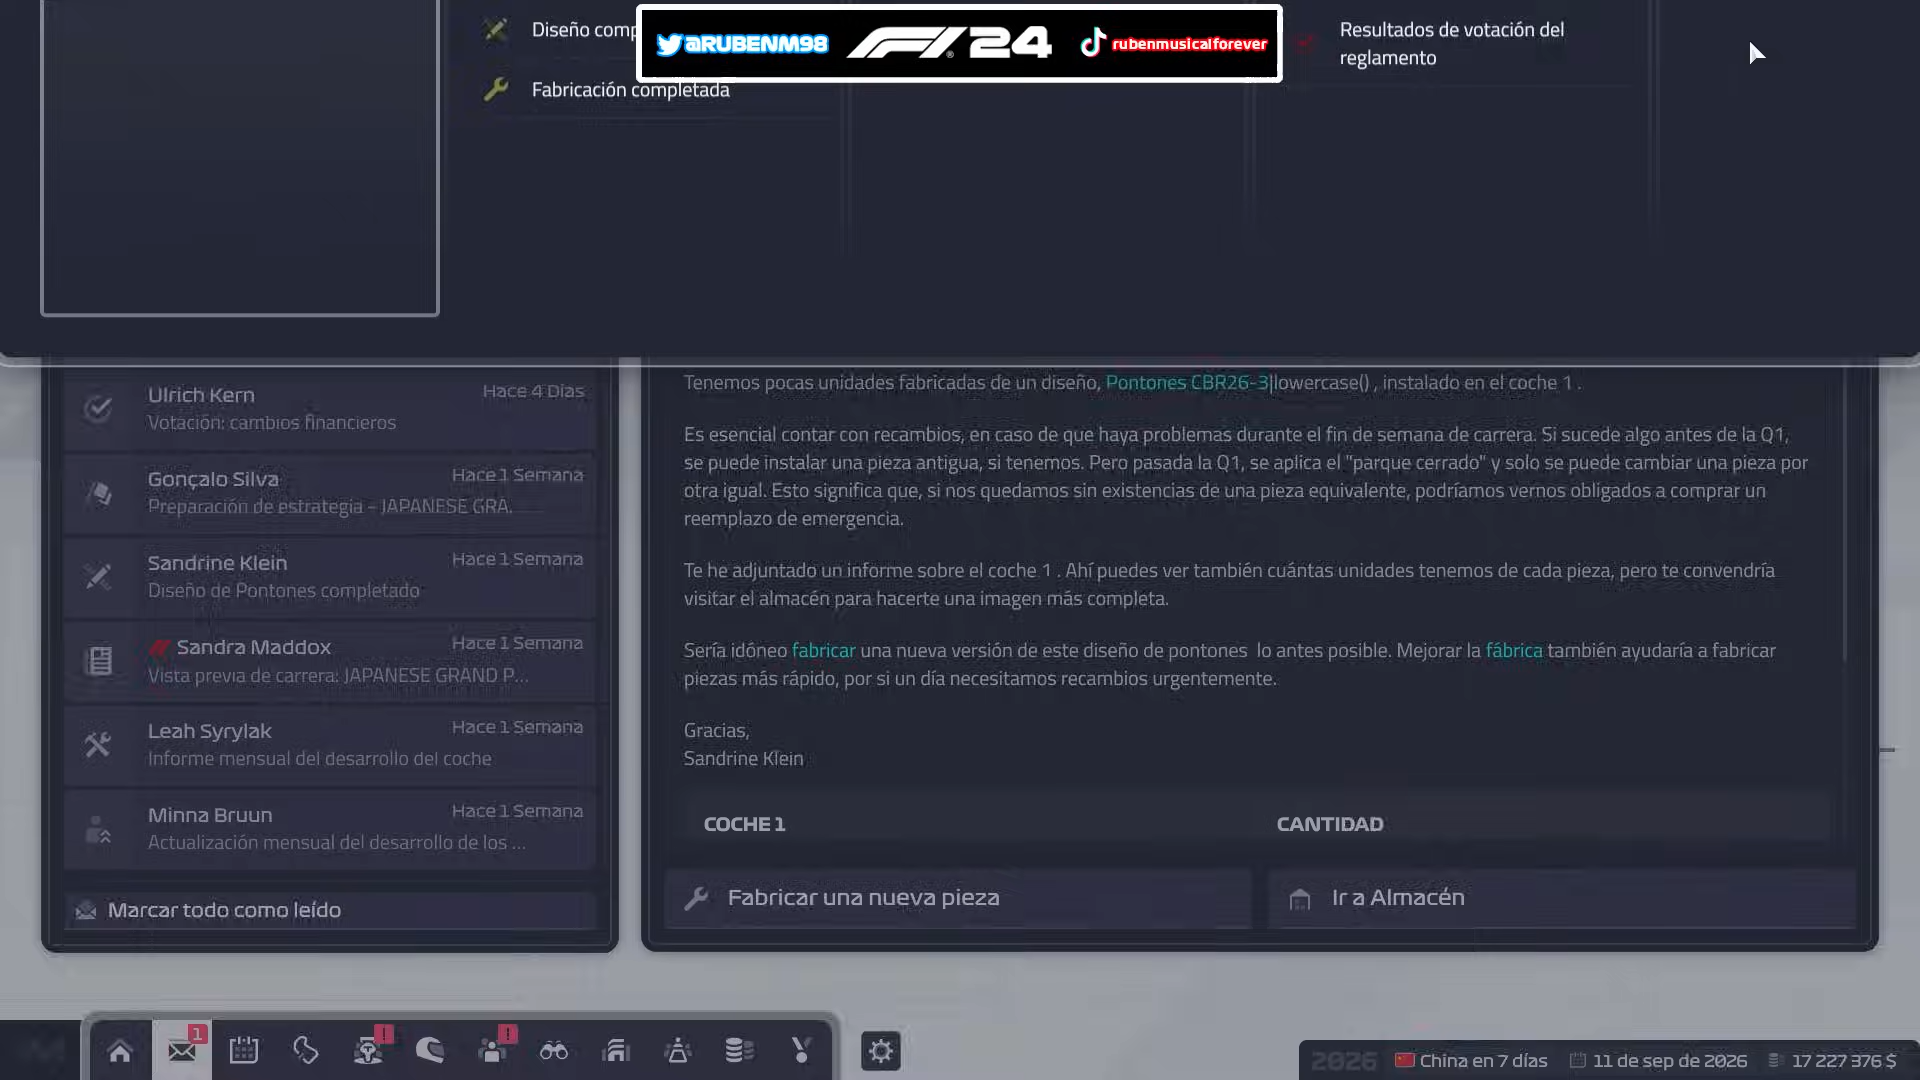 Diseño comp
Fabricación completada
@RUBENM98
F1 24
rubenmusicalforever
Resultados de votación del
reglamento
Ulrich Kern
Hace 4 Días
Votación: cambios financieros
Gonçalo Silva
Hace 1 Semana
Preparación de estrategia - JAPANESE GRA.
Sandrine Klein
Hace 1 Semana
Diseño de Pontones completado
Sandra Maddox
Hace 1 Semana
Vista previa de carrera: JAPANESE GRAND P...
Leah Syrylak
Hace 1 Semana
Informe mensual del desarrollo del coche
Minna Bruun
Hace 1 Semana
Actualización mensual del desarrollo de los ...
Marcar todo como leído
Tenemos pocas unidades fabricadas de un diseño, Pontones CBR26-3|lowercase() , instalado en el coche 1 .
Es esencial contar con recambios, en caso de que haya problemas durante el fin de semana de carrera. Si sucede algo antes de la Q1,
se puede instalar una pieza antigua, si tenemos. Pero pasada la Q1, se aplica el "parque cerrado" y solo se puede cambiar una pieza por
otra igual. Esto significa que, si nos quedamos sin existencias de una pieza equivalente, podríamos vernos obligados a comprar un
reemplazo de emergencia.
Te he adjuntado un informe sobre el coche 1 . Ahí puedes ver también cuántas unidades tenemos de cada pieza, pero te convendría
visitar el almacén para hacerte una imagen más completa.
Sería idóneo fabricar una nueva versión de este diseño de pontones lo antes posible. Mejorar la fábrica también ayudaría a fabricar
piezas más rápido, por si un día necesitamos recambios urgentemente.
Gracias,
Sandrine Klein
COCHE 1
CANTIDAD
Fabricar una nueva pieza
Ir a Almacén
1
2026
China en 7 días
11 de sep de 2026
17 227 376 $